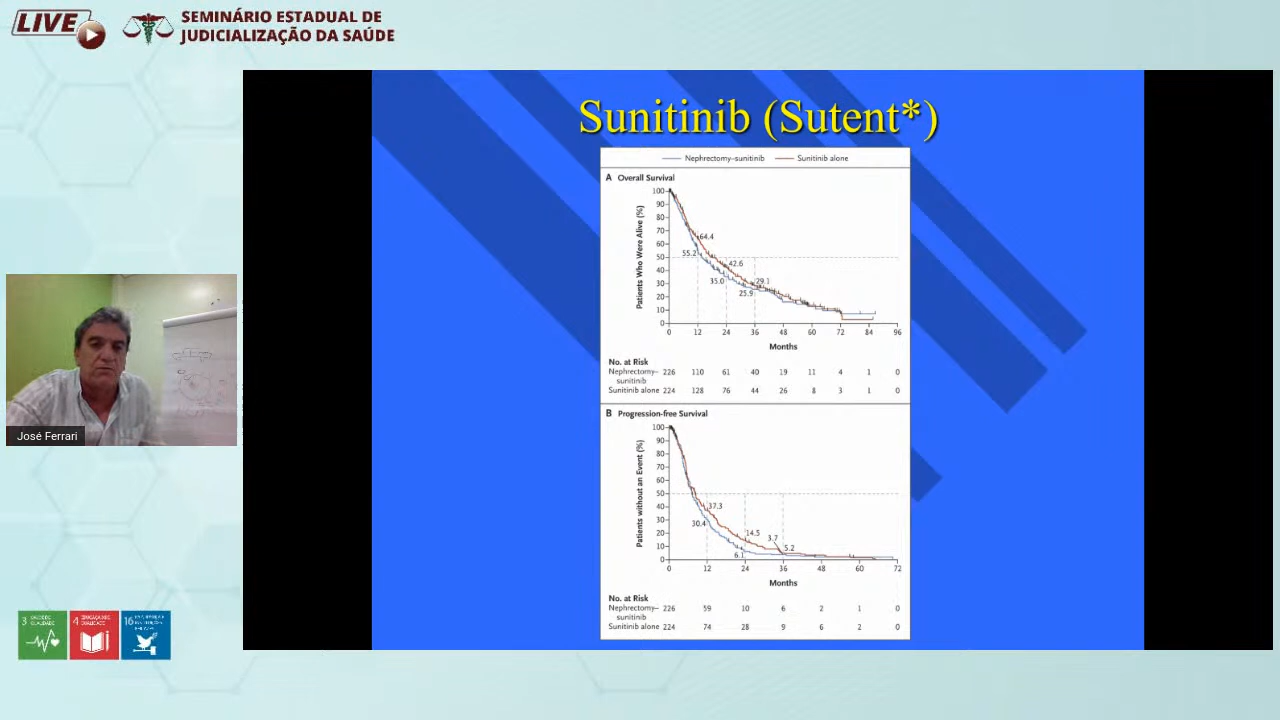 LIVE
SEMINÁRIO ESTADUAL DE
JUDICIALIZAÇÃO DA SAÚDE
Sunitinib (Sutent*)
Nephrectomy–sunitinib Sunitinib alone
A Overall Survival
Patients Who Were Alive (%)
100
90
80
70
60
50
40
30
20
10
0
64.4
55.2
42.6
35.0
29.1
25.9
0 12 24 36 48 60 72 84 96
Months
No. at Risk
Nephrectomy–sunitinib 226 110 61 40 19 11 4 1 0
Sunitinib alone 224 128 76 44 26 8 3 1 0
B Progression-free Survival
Patients without an Event (%)
100
90
80
70
60
50
40
30
20
10
0
37.3
30.4
14.5
6.1
3.7
5.2
0 12 24 36 48 60 72
Months
No. at Risk
Nephrectomy–sunitinib 226 59 10 6 2 1 0
Sunitinib alone 224 74 28 9 6 2 0
José Ferrari
3
4
16